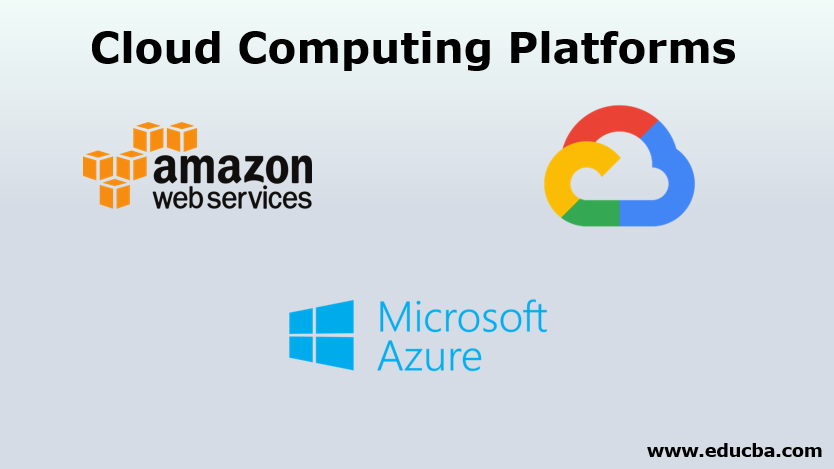 Cloud Computing Platforms
amazon
web services
Microsoft
Azure
www.educba.com